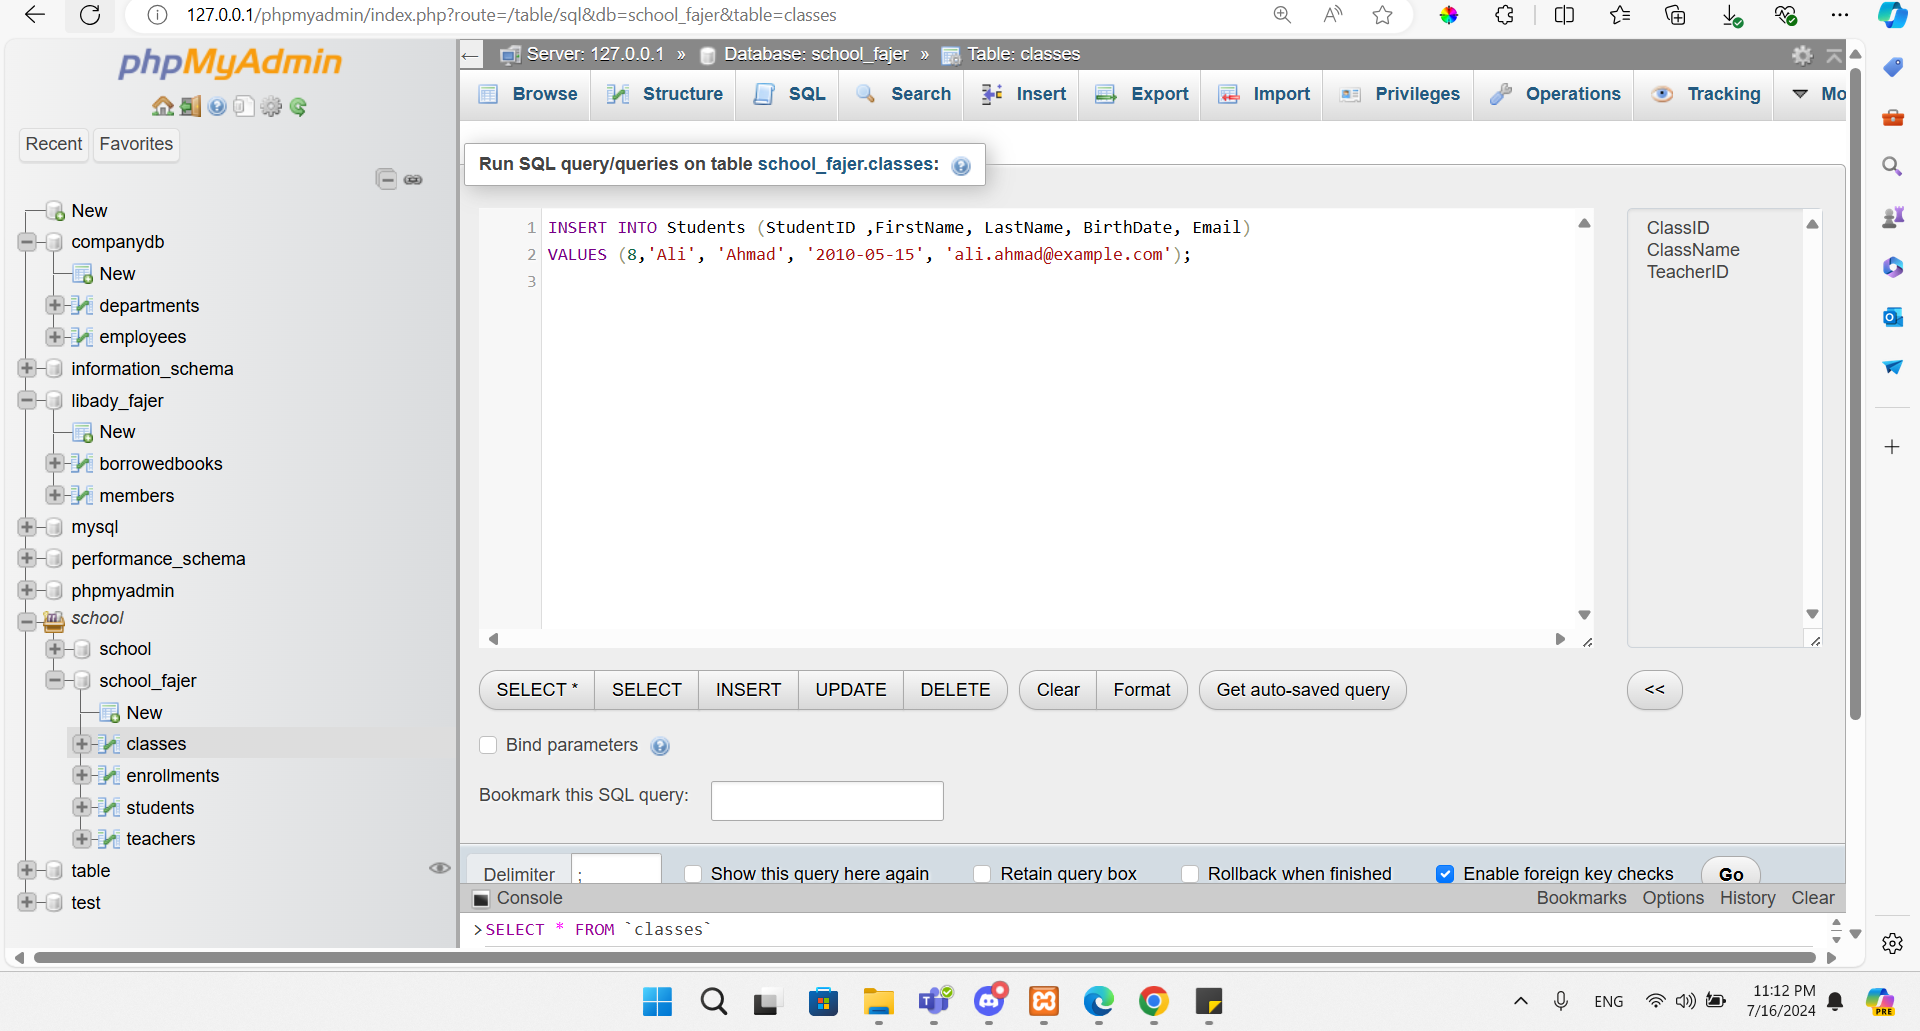 127.0.0.1/phpmyadmin/index.php?route=/table/sql&db=school_fajer&table=classes
phpMyAdmin
Recent Favorites
New
companydb
New
departments
employees
information_schema
libady_fajer
New
borrowedbooks
members
mysql
performance_schema
phpmyadmin
school
school
school_fajer
New
classes
enrollments
students
teachers
table
test
Server: 127.0.0.1 » Database: school_fajer » Table: classes
Browse Structure SQL Search Insert Export Import Privileges Operations Tracking Mo
Run SQL query/queries on table school_fajer.classes:
1 INSERT INTO Students (StudentID ,FirstName, LastName, BirthDate, Email)
2 VALUES (8,'Ali', 'Ahmad', '2010-05-15', 'ali.ahmad@example.com');
3
ClassID
ClassName
TeacherID
SELECT * SELECT INSERT UPDATE DELETE Clear Format Get auto-saved query <<
Bind parameters
Bookmark this SQL query:
Delimiter ; Show this query here again Retain query box Rollback when finished Enable foreign key checks Go
Console Bookmarks Options History Clear
>SELECT * FROM `classes`
ENG 11:12 PM
7/16/2024
PRE